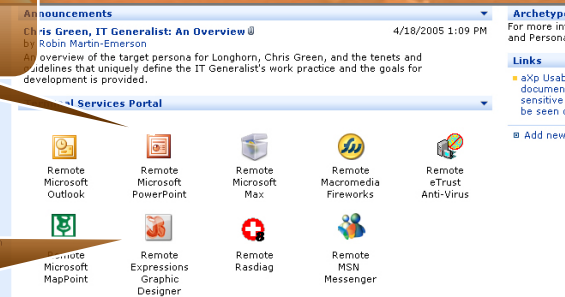 Announcements
Chris Green, IT Generalist: An Overview
4/18/2005 1:09 PM
by Robin Martin-Emerson
overview of the target persona for Longhorn, Chris Green, and the tenets and
guidelines that uniquely define the IT Generalist's work practice and the goals for
development is provided.
Services Portal
Remote
Microsoft
Outlook
Remote
Microsoft
PowerPoint
Remote
Microsoft
Max
Remote
Macromedia
Fireworks
Remote
eTrust
Anti-Virus
Remote
Microsoft
MapPoint
Remote
Expressions
Graphic
Designer
Remote
Rasdiag
Remote
MSN
Messenger
Archetyp
For more in
and Persona
Links
aXp Usab
documen
sensitive
be seen
Add new